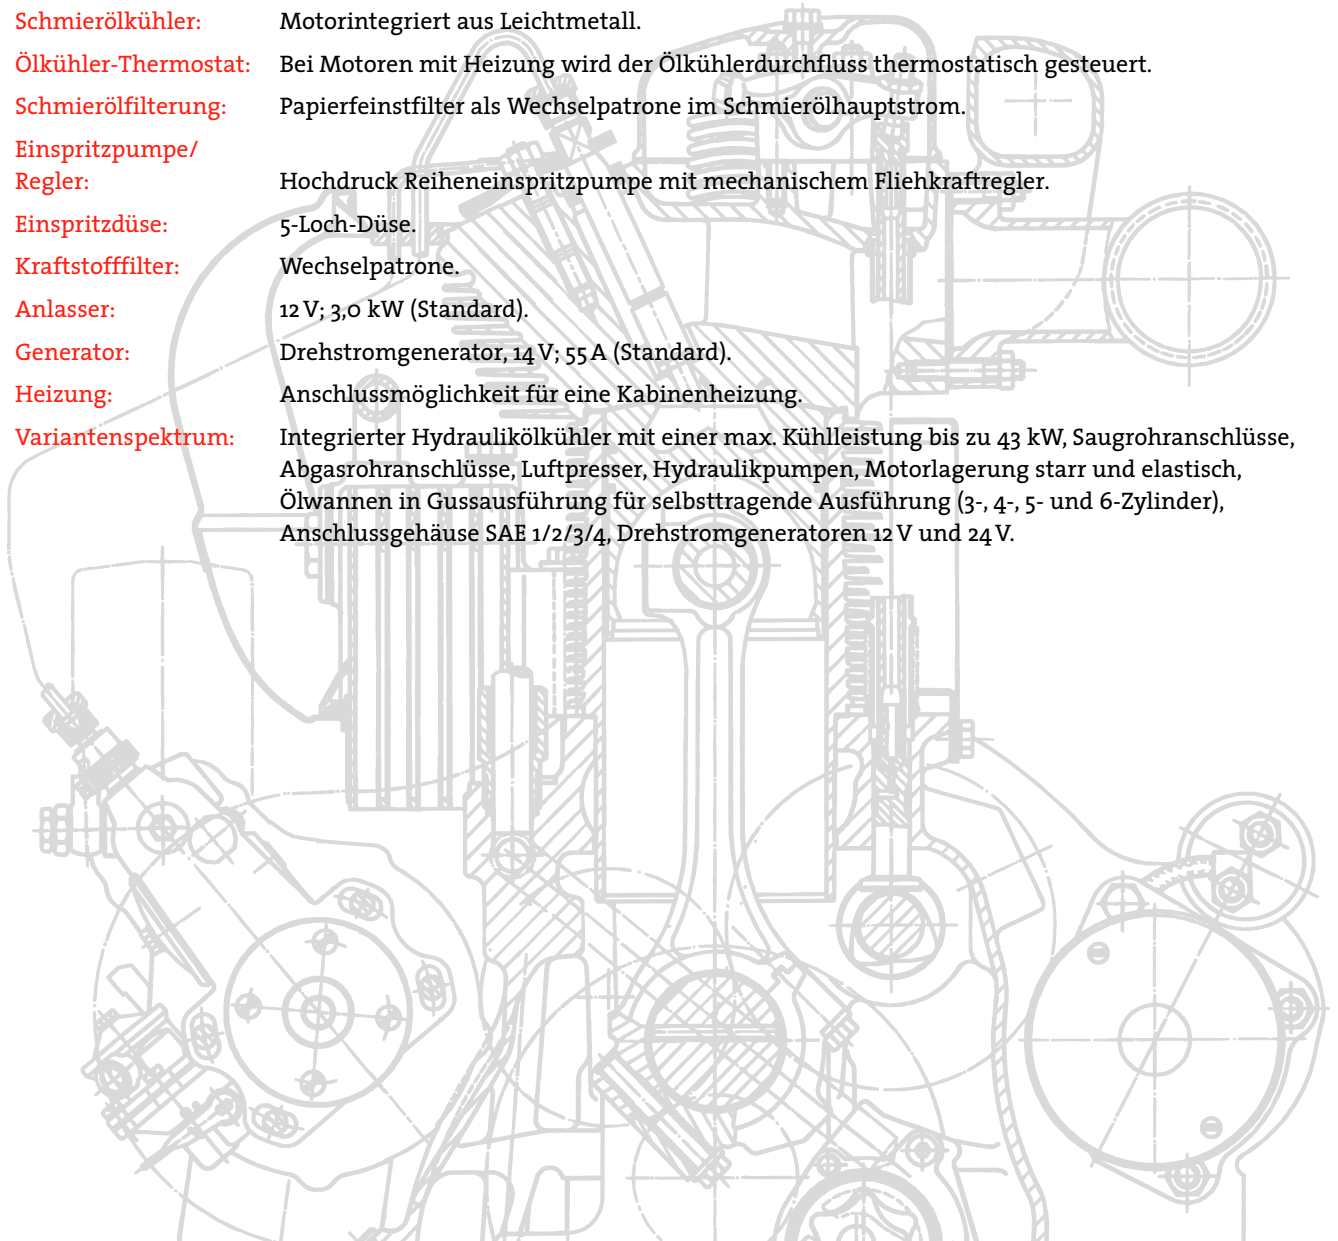 Schmierölkühler: Motorintegriert aus Leichtmetall.
Ölkühler-Thermostat: Bei Motoren mit Heizung wird der Ölkühlerdurchfluss thermostatisch gesteuert.
Schmierölfilterung: Papierfeinstfilter als Wechselpatrone im Schmierölhauptstrom.
Einspritzpumpe/
Regler: Hochdruck Reiheneinspritzpumpe mit mechanischem Fliehkraftregler.
Einspritzdüse: 5-Loch-Düse.
Kraftstofffilter: Wechselpatrone.
Anlasser: 12 V; 3,0 kW (Standard).
Generator: Drehstromgenerator, 14 V; 55 A (Standard).
Heizung: Anschlussmöglichkeit für eine Kabinenheizung.
Variantenspektrum: Integrierter Hydraulikölkühler mit einer max. Kühlleistung bis zu 43 kW, Saugrohranschlüsse,
Abgasrohranschlüsse, Luftpresser, Hydraulikpumpen, Motorlagerung starr und elastisch,
Ölwannen in Gussausführung für selbsttragende Ausführung (3-, 4-, 5- und 6-Zylinder),
Anschlussgehäuse SAE 1/2/3/4, Drehstromgeneratoren 12 V und 24 V.